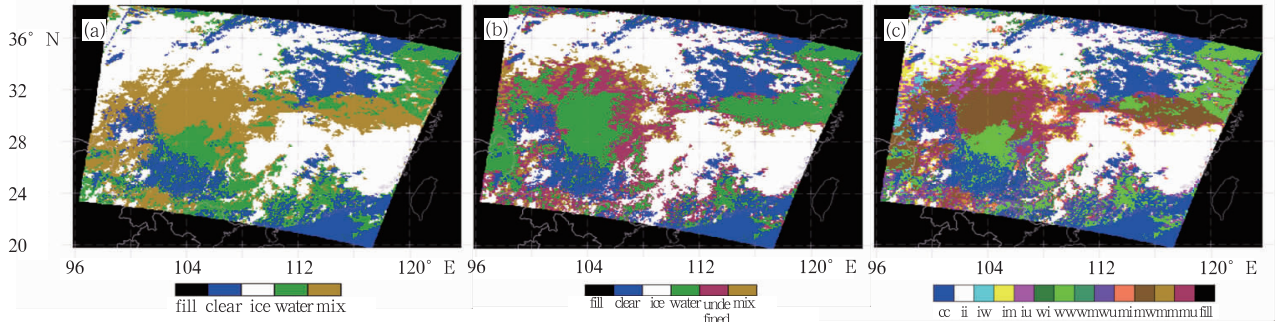 (a) (b) (c)
36° N
32
28
24
20
96 104 112 120° E 96 104 112 120° E 96 104 112 120° E
fill clear ice water mix
fill clear ice water unde fined mix
cc ii iw im iu wi ww wm wu mi mw mm mu fill